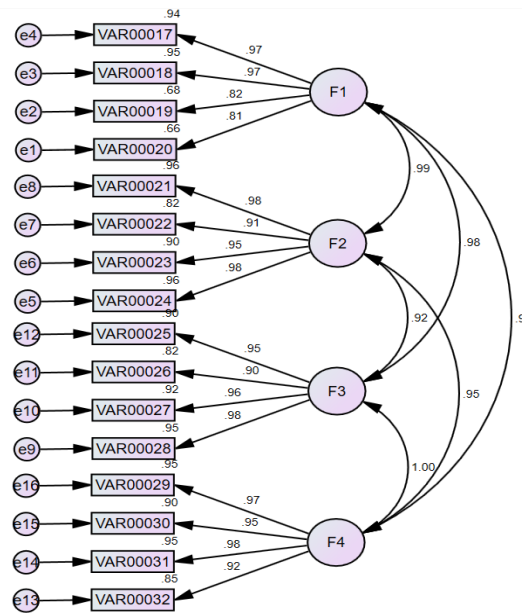 .94
e4 VAR00017 .97
.95
e3 VAR00018 .97
.68
e2 VAR00019 .82 F1
.66
e1 VAR00020 .81
.96
e8 VAR00021 .98 .99
.82
e7 VAR00022 .91
.90
e6 VAR00023 .95 F2 .98
.96
e5 VAR00024 .98
.90
e12 VAR00025 .95 .92
.82
e11 VAR00026 .90
.92
e10 VAR00027 .96 F3 .95
.95
e9 VAR00028 .98
.95
e16 VAR00029 .97 1.00
.90
e15 VAR00030 .95
.95
e14 VAR00031 .98 F4
.85
e13 VAR00032 .92